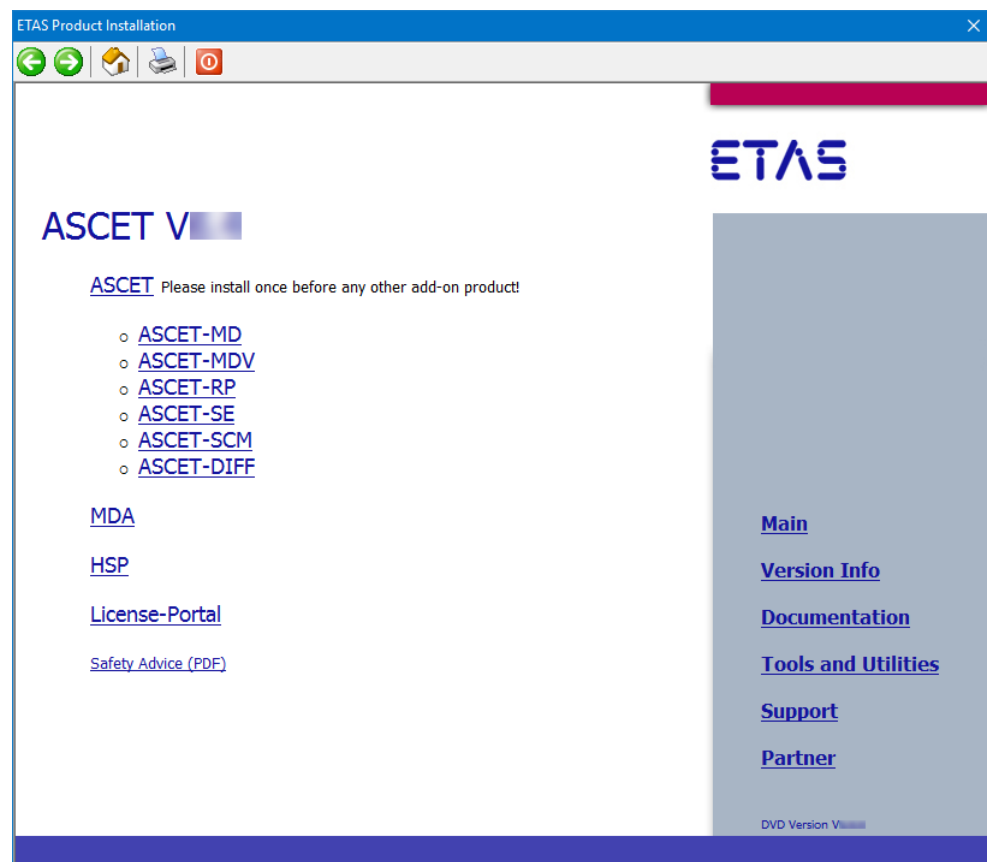 ETAS Product Installation
ETAS
ASCET V
ASCET Please install once before any other add-on product!
ASCET-MD
ASCET-MDV
ASCET-RP
ASCET-SE
ASCET-SCM
ASCET-DIFF
MDA
HSP
License-Portal
Safety Advice (PDF)
Main
Version Info
Documentation
Tools and Utilities
Support
Partner
DVD Version V